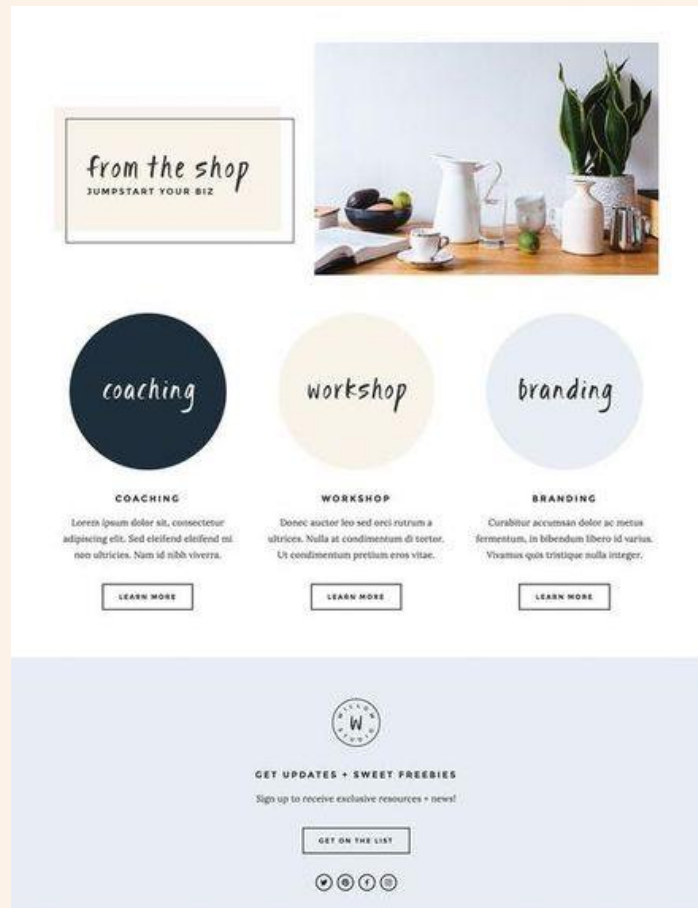 from the shop
JUMPSTART YOUR BIZ
coaching
workshop
branding
COACHING
Lorem ipsum dolor sit, consectetur
adipiscing elit. Sed eleifend eleifend mi
non ultricies. Nam id nibh viverra.
LEARN MORE
WORKSHOP
Donec auctor leo sed orci rutrum a
ultrices. Nulla at condimentum di tortor.
Ut condimentum pretium eros vitae.
LEARN MORE
BRANDING
Curabitur accumsan dolor ac metus
fermentum, in bibendum libero id varius.
Vivamus quis tristique nulla integer.
LEARN MORE
WILLOW
W
STUDIO
GET UPDATES + SWEET FREEBIES
Sign up to receive exclusive resources + news!
GET ON THE LIST